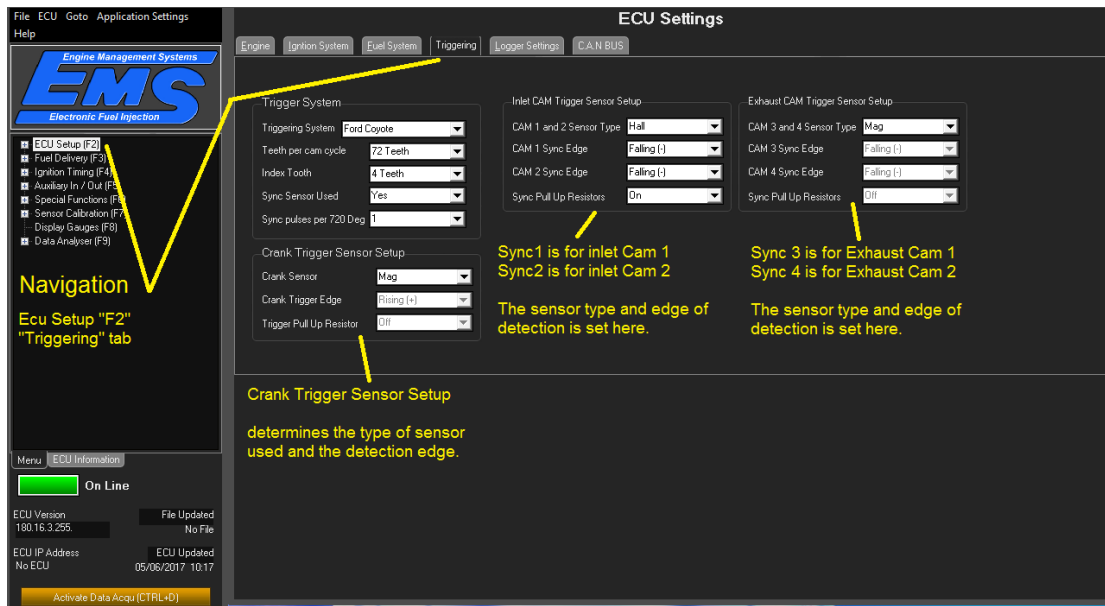 File ECU Goto Application Settings
Help
Engine Management Systems
EMS
Electronic Fuel Injection
ECU Setup (F2)
Fuel Delivery (F3)
Ignition Timing (F4)
Auxiliary In / Out (F5
Special Functions (F6
Sensor Calibration (F7
Display Gauges (F8)
Data Analyser (F9)
Navigation
Ecu Setup "F2"
"Triggering" tab
Menu ECU Information
On Line
ECU Version File Updated
180.16.3.255. No File
ECU IP Address ECU Updated
No ECU 05/06/2017 10:17
Activate Data Acqu (CTRL+D)
ECU Settings
Engine Ignition System Fuel System Triggering Logger Settings C.A.N BUS
Trigger System
Triggering System Ford Coyote
Teeth per cam cycle 72 Teeth
Index Tooth 4 Teeth
Sync Sensor Used Yes
Sync pulses per 720 Deg 1
Crank Trigger Sensor Setup
Crank Sensor Mag
Crank Trigger Edge Rising (+)
Trigger Pull Up Resistor Off
Inlet CAM Trigger Sensor Setup
CAM 1 and 2 Sensor Type Hall
CAM 1 Sync Edge Falling (-)
CAM 2 Sync Edge Falling (-)
Sync Pull Up Resistors On
Exhaust CAM Trigger Sensor Setup
CAM 3 and 4 Sensor Type Mag
CAM 3 Sync Edge Falling (-)
CAM 4 Sync Edge Falling (-)
Sync Pull Up Resistors Off
Sync1 is for inlet Cam 1
Sync2 is for inlet Cam 2
The sensor type and edge of
detection is set here.
Sync 3 is for Exhaust Cam 1
Sync 4 is for Exhaust Cam 2
The sensor type and edge of
detection is set here.
Crank Trigger Sensor Setup
determines the type of sensor
used and the detection edge.